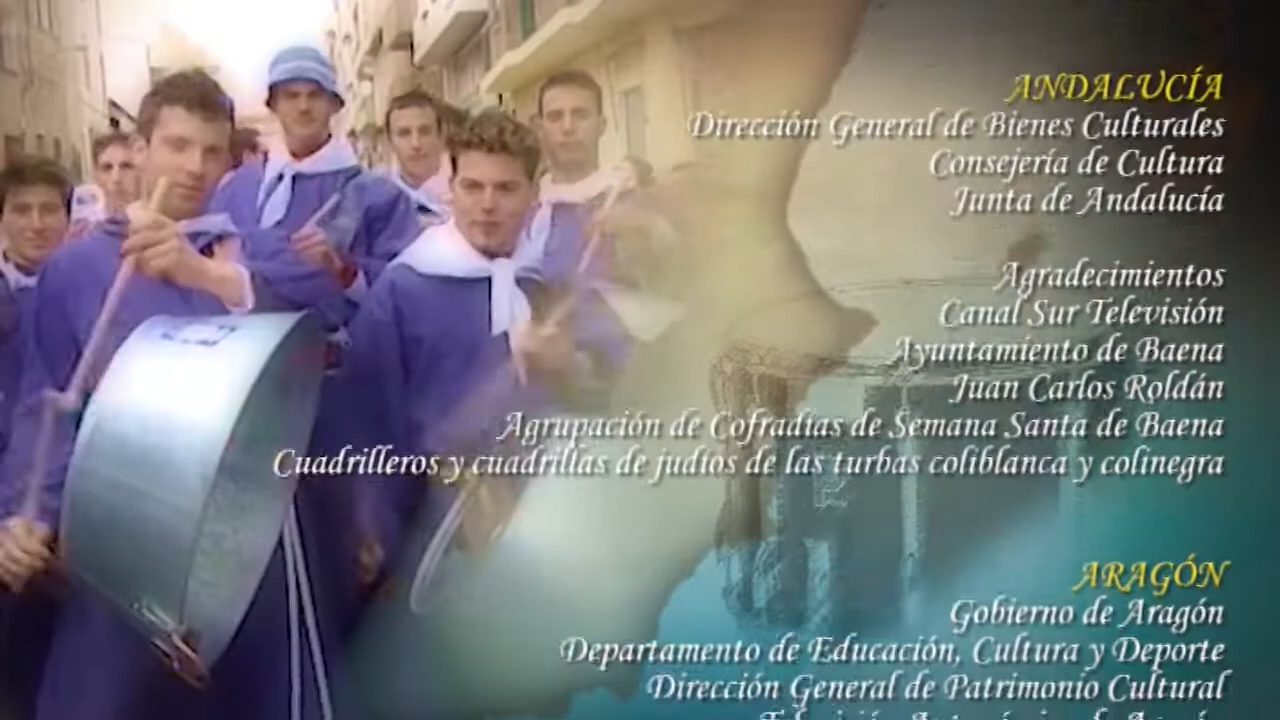 ANDALUCÍA
Dirección General de Bienes Culturales
Consejería de Cultura
Junta de Andalucía
Agradecimientos
Canal Sur Televisión
Ayuntamiento de Baena
Juan Carlos Roldán
Agrupación de Cofradías de Semana Santa de Baena
Cuadrilleros y cuadrillas de judíos de las turbas coliblanca y colinegra
ARAGÓN
Gobierno de Aragón
Departamento de Educación, Cultura y Deporte
Dirección General de Patrimonio Cultural